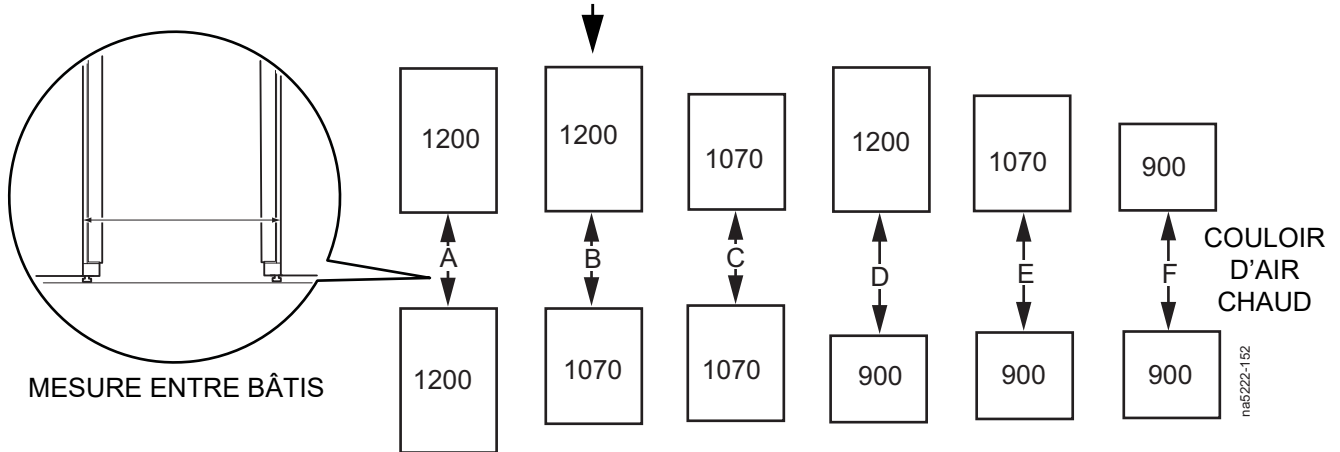 1200
1200
1070
1200
1070
900
A
B
C
D
E
F
COULOIR
D'AIR
CHAUD
1200
1070
1070
900
900
900
MESURE ENTRE BÂTIS
na5222-152